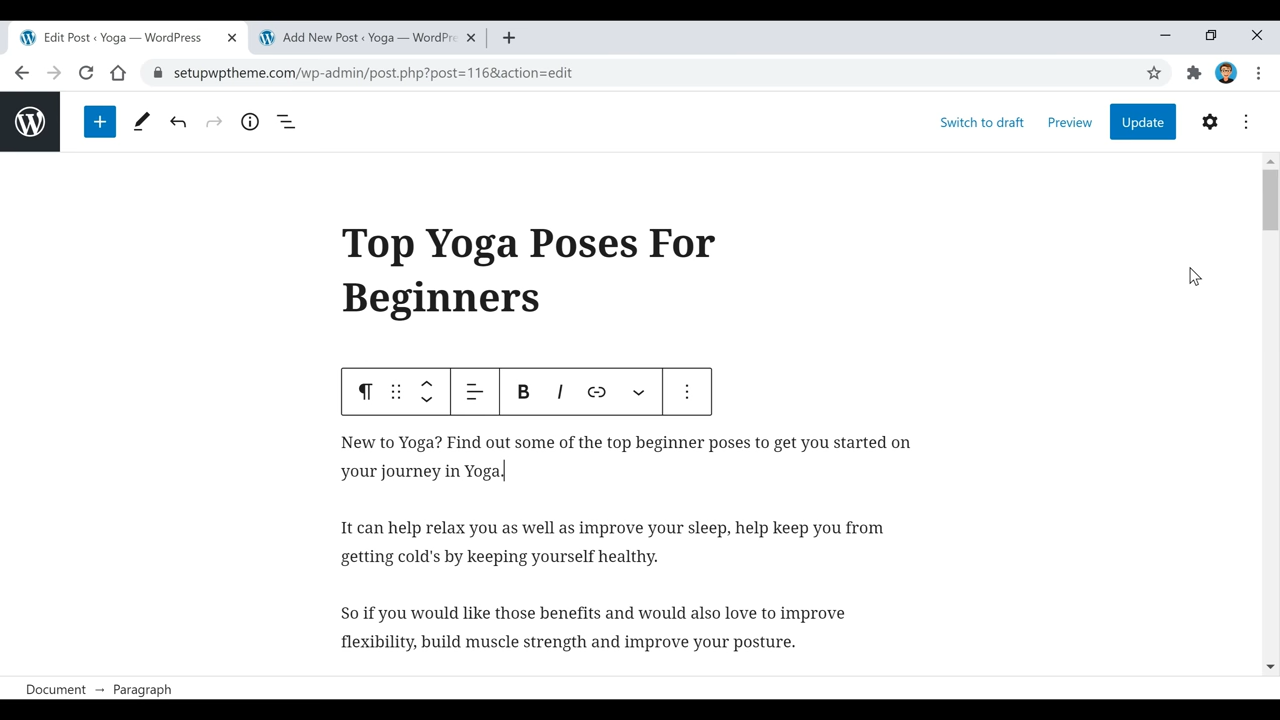 Edit Post ‹ Yoga — WordPress
Add New Post ‹ Yoga — WordPre
setupwptheme.com/wp-admin/post.php?post=116&action=edit
Switch to draft
Preview
Update
Top Yoga Poses For
Beginners
B I
New to Yoga? Find out some of the top beginner poses to get you started on
your journey in Yoga.
It can help relax you as well as improve your sleep, help keep you from
getting cold's by keeping yourself healthy.
So if you would like those benefits and would also love to improve
flexibility, build muscle strength and improve your posture.
Document → Paragraph